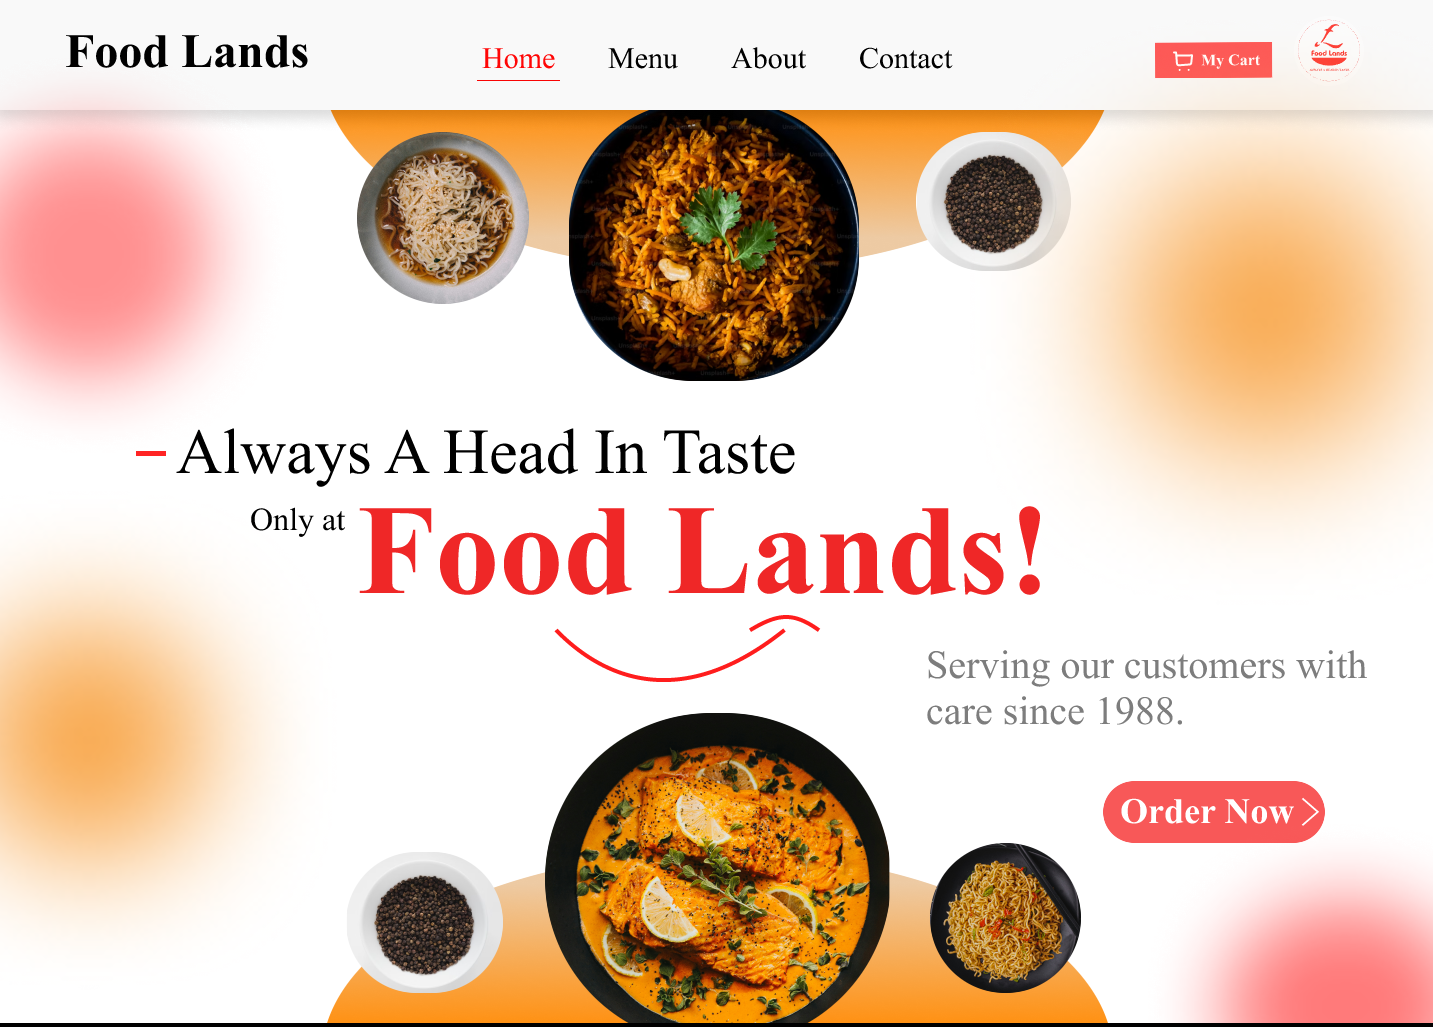 Food Lands
Home Menu About Contact
My Cart
Food Lands
Always A Head In Taste
Only at
Food Lands!
Serving our customers with
care since 1988.
Order Now